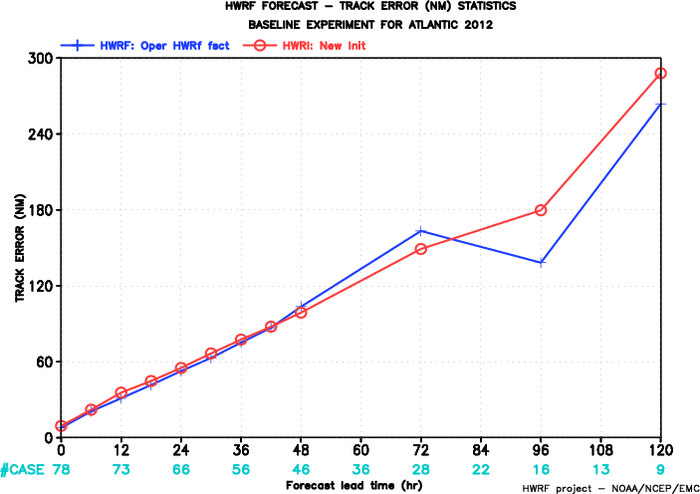 HWRF FORECAST – TRACK ERROR (NM) STATISTICS
BASELINE EXPERIMENT FOR ATLANTIC 2012
HWRF: Oper HWRf fact HWRI: New Init
300
240
180
120
60
0
TRACK ERROR (NM)
0 12 24 36 48 60 72 84 96 108 120
#CASE 78 73 66 56 46 36 28 22 16 13 9
Forecast lead time (hr)
HWRF project – NOAA/NCEP/EMC